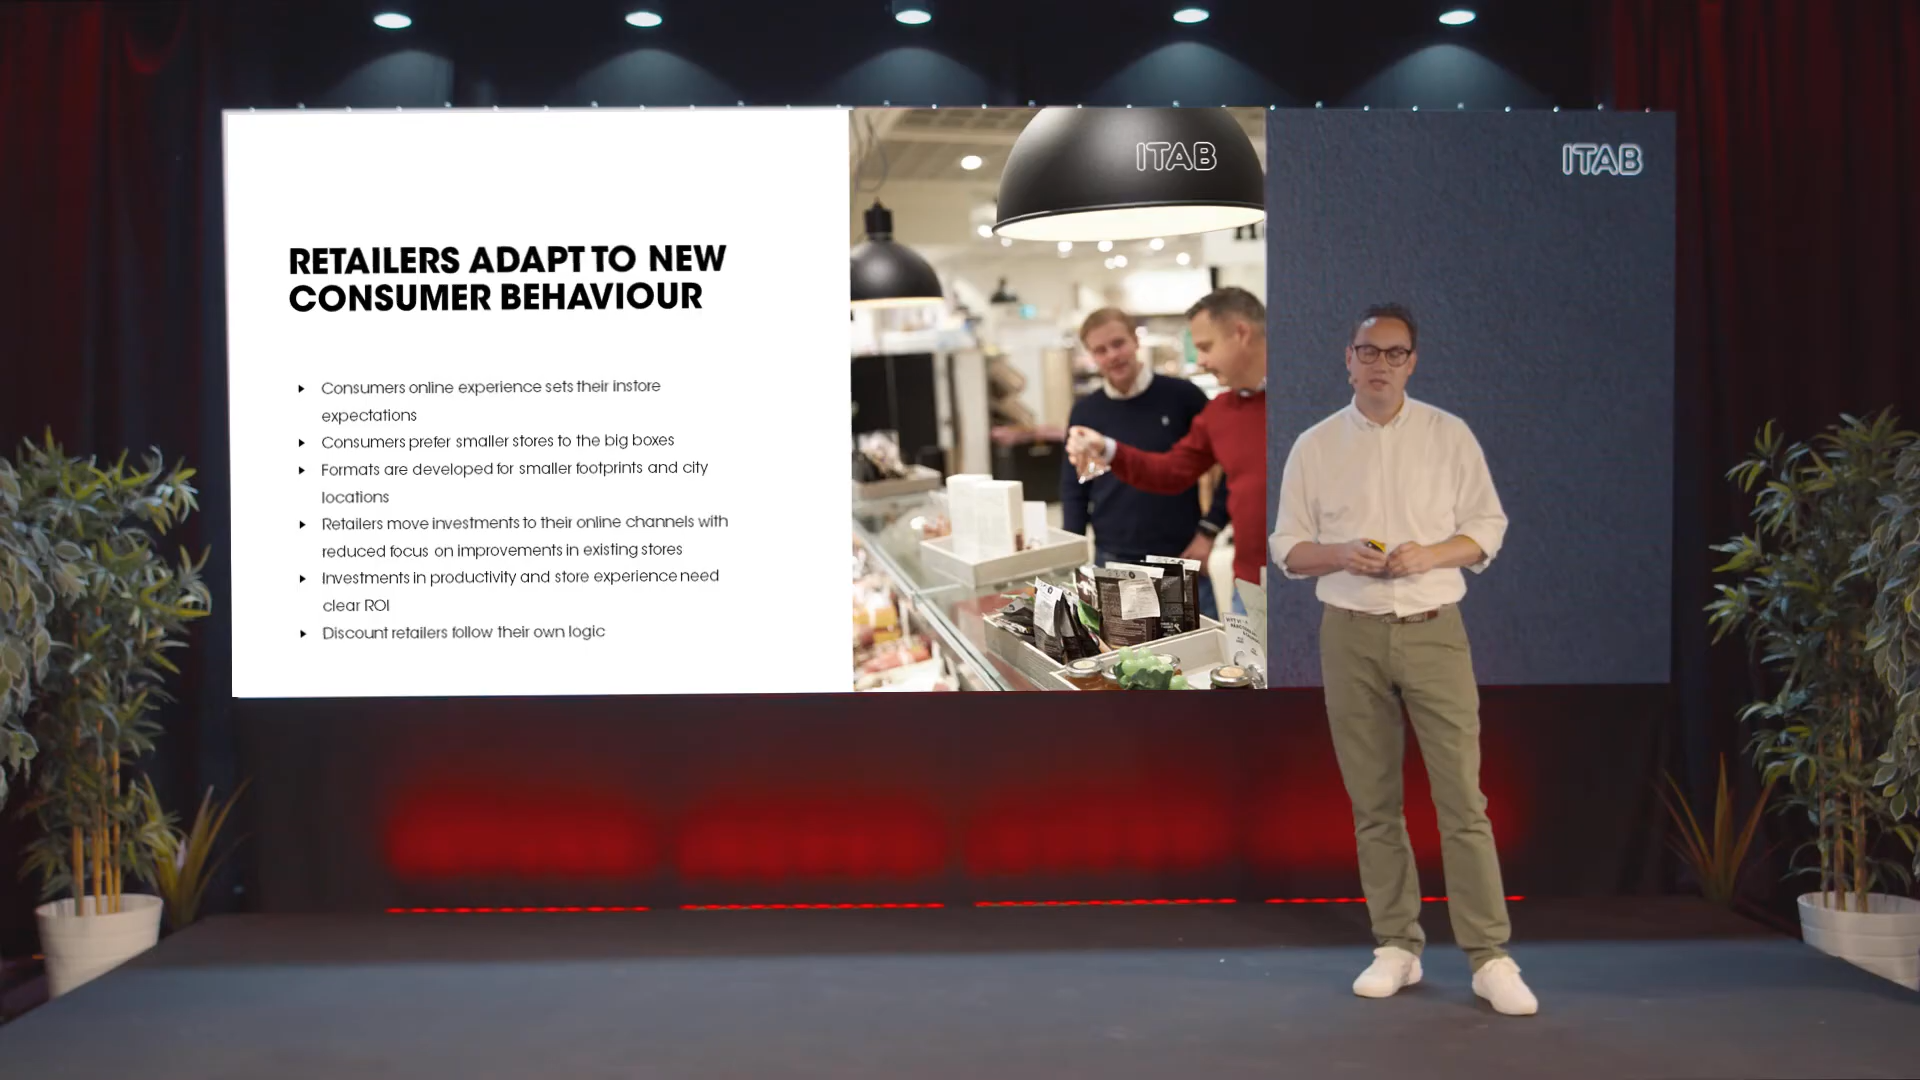 ITAB
ITAB
RETAILERS ADAPT TO NEW
CONSUMER BEHAVIOUR
Consumers online experience sets their instore
expectations
Consumers prefer smaller stores to the big boxes
Formats are developed for smaller footprints and city
locations
Retailers move investments to their online channels with
reduced focus on improvements in existing stores
Investments in productivity and store experience need
clear ROI
Discount retailers follow their own logic